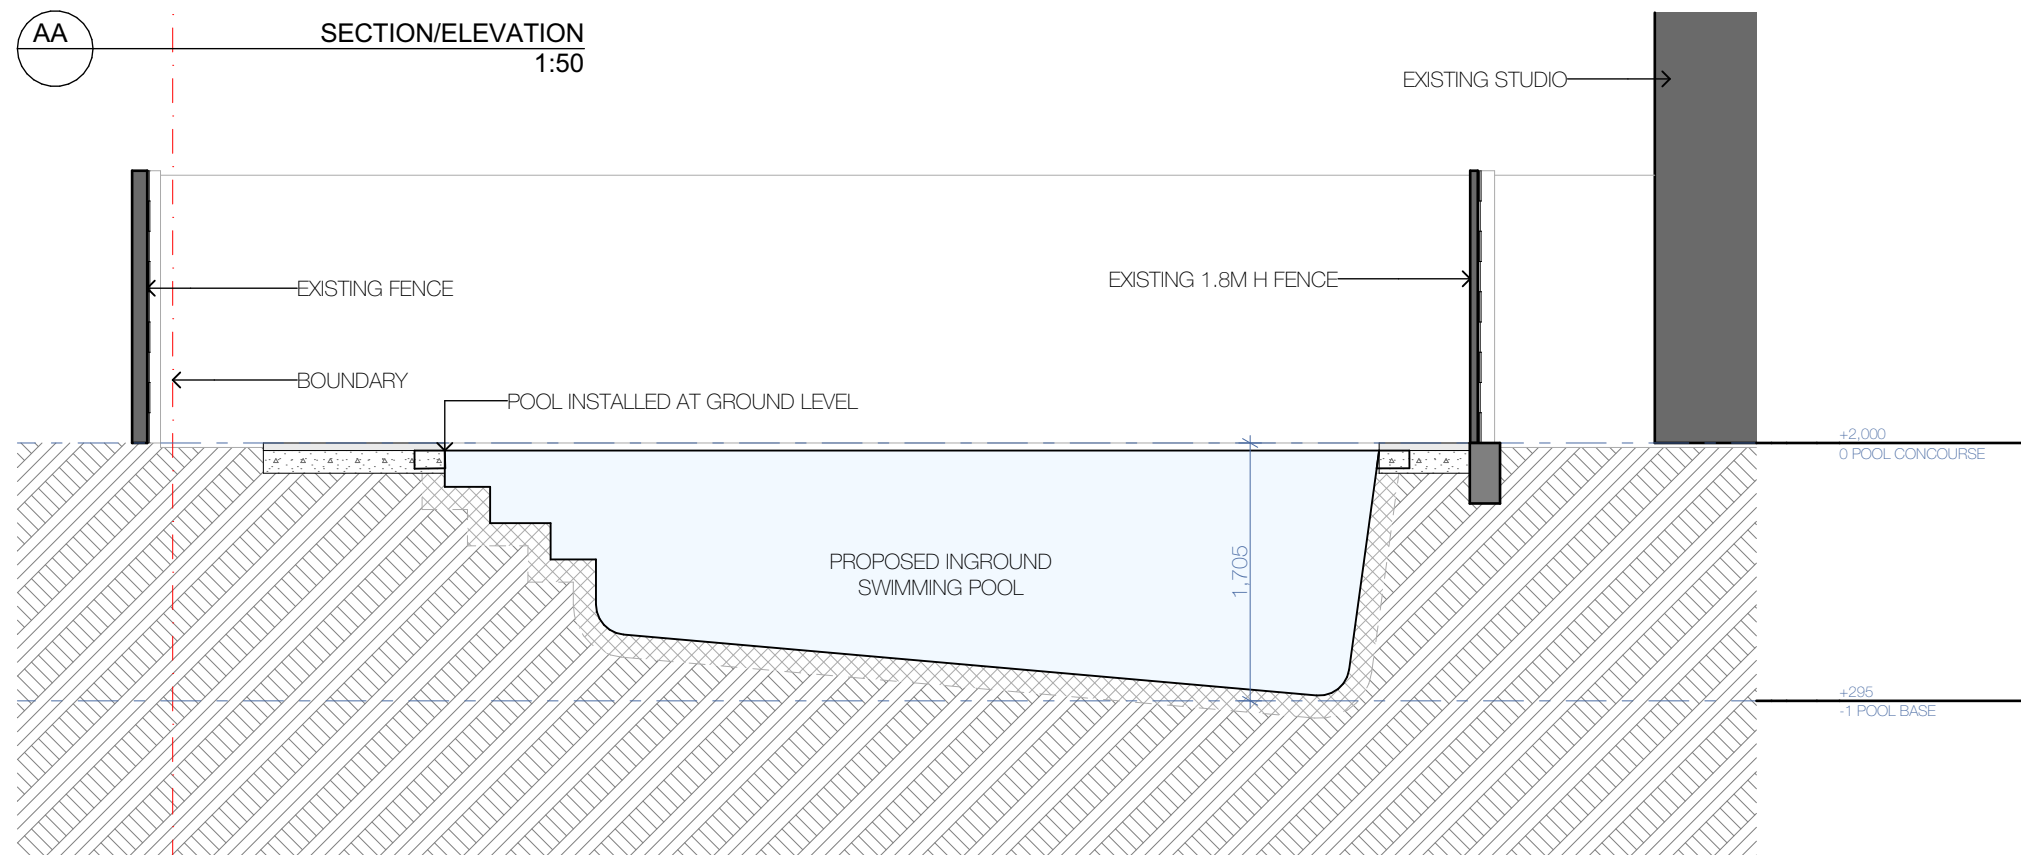 AA
SECTION/ELEVATION
1:50
EXISTING STUDIO
EXISTING FENCE
EXISTING 1.8M H FENCE
BOUNDARY
POOL INSTALLED AT GROUND LEVEL
+2,000
0 POOL CONCOURSE
PROPOSED INGROUND
SWIMMING POOL
1,705
+295
-1 POOL BASE